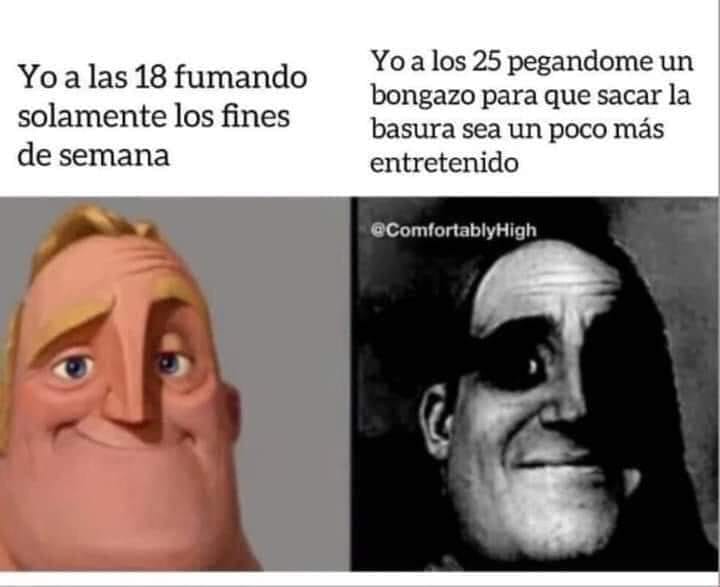 Yo a las 18 fumando
solamente los fines
de semana
Yo a los 25 pegandome un
bongazo para que sacar la
basura sea un poco más
entretenido
@ComfortablyHigh